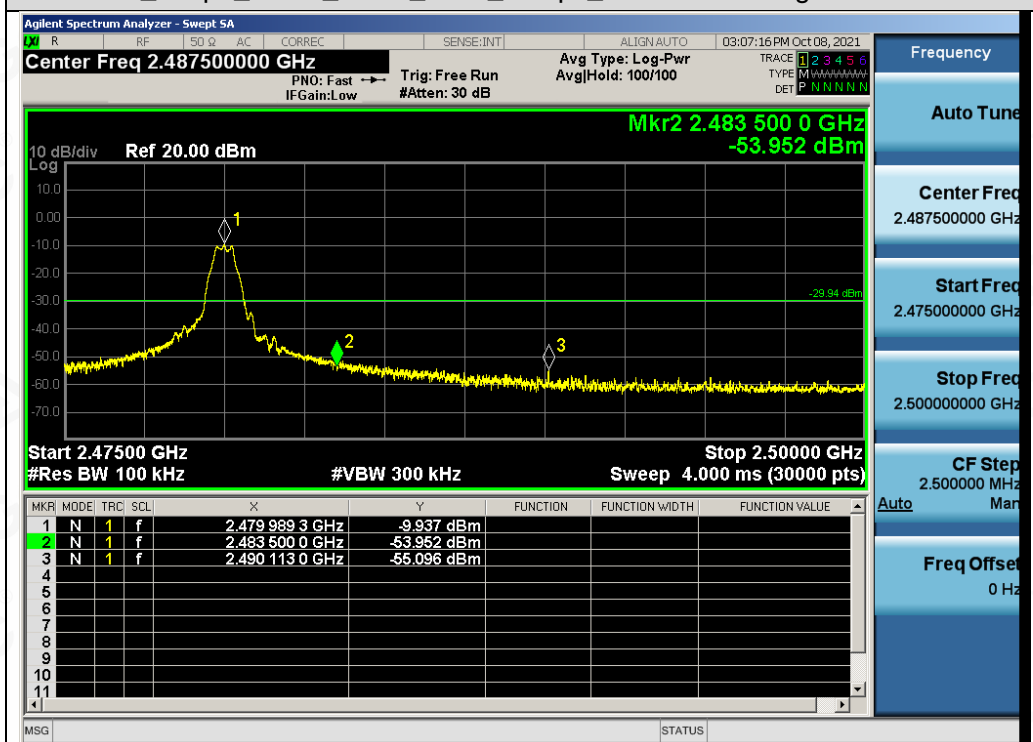 Agilent Spectrum Analyzer - Swept SA
LXI R RF 50 Ω AC CORREC SENSE:INT ALIGN AUTO 03:07:16 PM Oct 08, 2021
Center Freq 2.487500000 GHz
PNO: Fast
IFGain:Low
Trig: Free Run
#Atten: 30 dB
Avg Type: Log-Pwr
Avg|Hold: 100/100
TRACE 1 2 3 4 5 6
TYPE M WWWWW
DET P N N N N N
Mkr2 2.483 500 0 GHz
-53.952 dBm
10 dB/div Ref 20.00 dBm
Log
10.0
0.00
-10.0
-20.0
-30.0
-40.0
-50.0
-60.0
-70.0
1
2
3
-29.94 dBm
Start 2.47500 GHz Stop 2.50000 GHz
#Res BW 100 kHz #VBW 300 kHz Sweep 4.000 ms (30000 pts)
MKR MODE TRC SCL X Y FUNCTION FUNCTION WIDTH FUNCTION VALUE
1 N 1 f 2.479 989 3 GHz -9.937 dBm
2 N 1 f 2.483 500 0 GHz -53.952 dBm
3 N 1 f 2.490 113 0 GHz -55.096 dBm
4
5
6
7
8
9
10
11
MSG STATUS
Frequency
Auto Tune
Center Freq
2.487500000 GHz
Start Freq
2.475000000 GHz
Stop Freq
2.500000000 GHz
CF Step
2.500000 MHz
Auto Man
Freq Offset
0 Hz